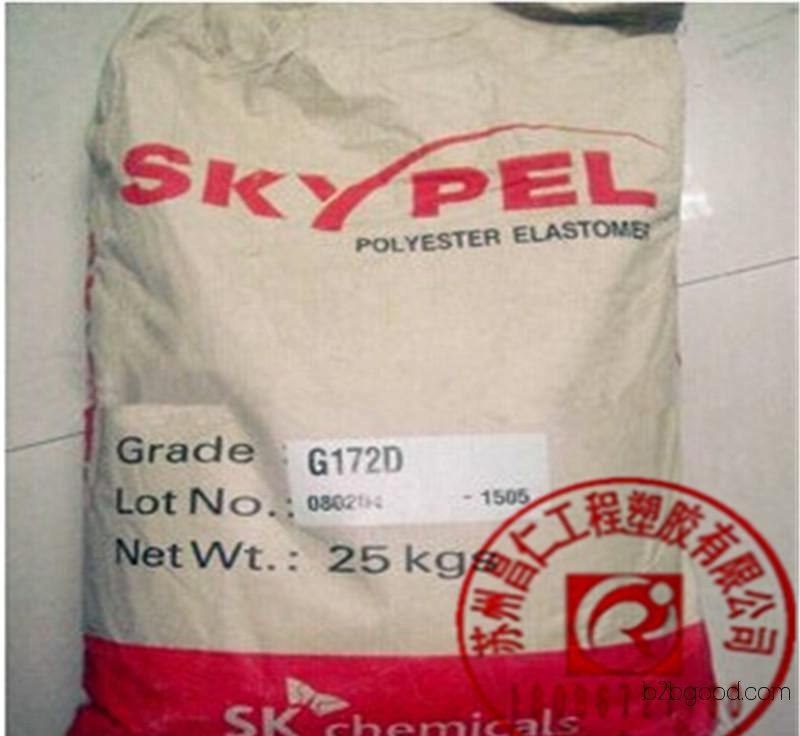 SKYPEL
POLYESTER ELASTOMER
Grade : G172D
Lot No. : - 1505
Net Wt. : 25 kgs
苏州昌仁工程塑胶有限公司
b2bgood.com
SK chemicals